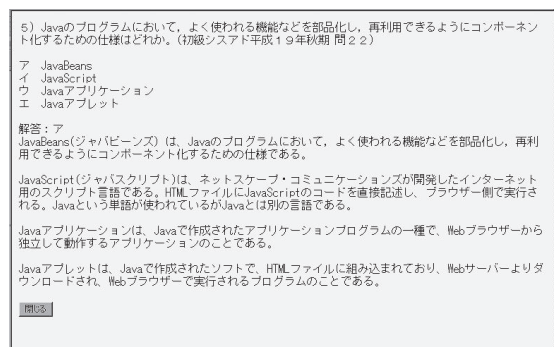 ５）Javaのプログラムにおいて，よく使われる機能などを部品化し，再利用できるようにコンポーネン
ト化するための仕様はどれか。(初級シスアド平成１９年秋期 問２２)
ア　JavaBeans
イ　JavaScript
ウ　Javaアプリケーション
エ　Javaアプレット
解答：ア
JavaBeans(ジャバビーンズ) は、Javaのプログラムにおいて，よく使われる機能などを部品化し，再利
用できるようにコンポーネント化するための仕様である。
JavaScript(ジャバスクリプト)は、ネットスケープ・コミュニケーションズが開発したインターネット
用のスクリプト言語である。HTMLファイルにJavaScriptのコードを直接記述し、ブラウザー側で実行さ
れる。Javaという単語が使われているがJavaとは別の言語である。
Javaアプリケーションは、Javaで作成されたアプリケーションプログラムの一種で、Webブラウザーから
独立して動作するアプリケーションのことである。
Javaアプレットは、Javaで作成されたソフトで、HTMLファイルに組み込まれており、Webサーバーよりダ
ウンロードされ、Webブラウザーで実行されるプログラムのことである。
閉じる